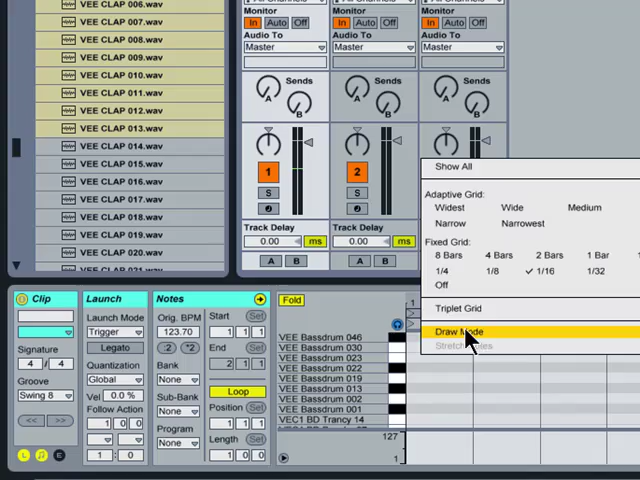 VEE CLAP 006.wav
VEE CLAP 007.wav
VEE CLAP 008.wav
VEE CLAP 009.wav
VEE CLAP 010.wav
VEE CLAP 011.wav
VEE CLAP 012.wav
VEE CLAP 013.wav
VEE CLAP 014.wav
VEE CLAP 015.wav
VEE CLAP 016.wav
VEE CLAP 017.wav
VEE CLAP 018.wav
VEE CLAP 019.wav
VEE CLAP 020.wav
Monitor Monitor Monitor
In Auto Off In Auto Off In Auto Off
Audio To Audio To Audio To
Master Master Master
Sends Sends Sends
A B A B A B
1 2
S S
Track Delay Track Delay
0.00 ms 0.00 ms
A B A B
Show All
Adaptive Grid:
Widest Wide Medium
Narrow Narrowest
Fixed Grid:
8 Bars 4 Bars 2 Bars 1 Bar
1/4 1/8 1/16 1/32
Off
Triplet Grid
Draw Mode
Clip
Signature
4 / 4
Groove
Swing 8
<< >>
Launch
Launch Mode
Trigger
Legato
Quantization
Global
Vel 0.0 %
Follow Action
1 0 0
1 : 0
Notes
Orig. BPM
123.70
:2 *2
Bank
None
Sub-Bank
None
Program
None
Start Set
1 1 1
End Set
2 1 1
Loop
Position Set
1 1 1
Length Set
1 0 0
Fold
1
VEE Bassdrum 046
VEE Bassdrum 030
VEE Bassdrum 023
VEE Bassdrum 022
VEE Bassdrum 019
VEE Bassdrum 013
VEE Bassdrum 002
VEE Bassdrum 001
VEC1 BD Trancy 14
127
1